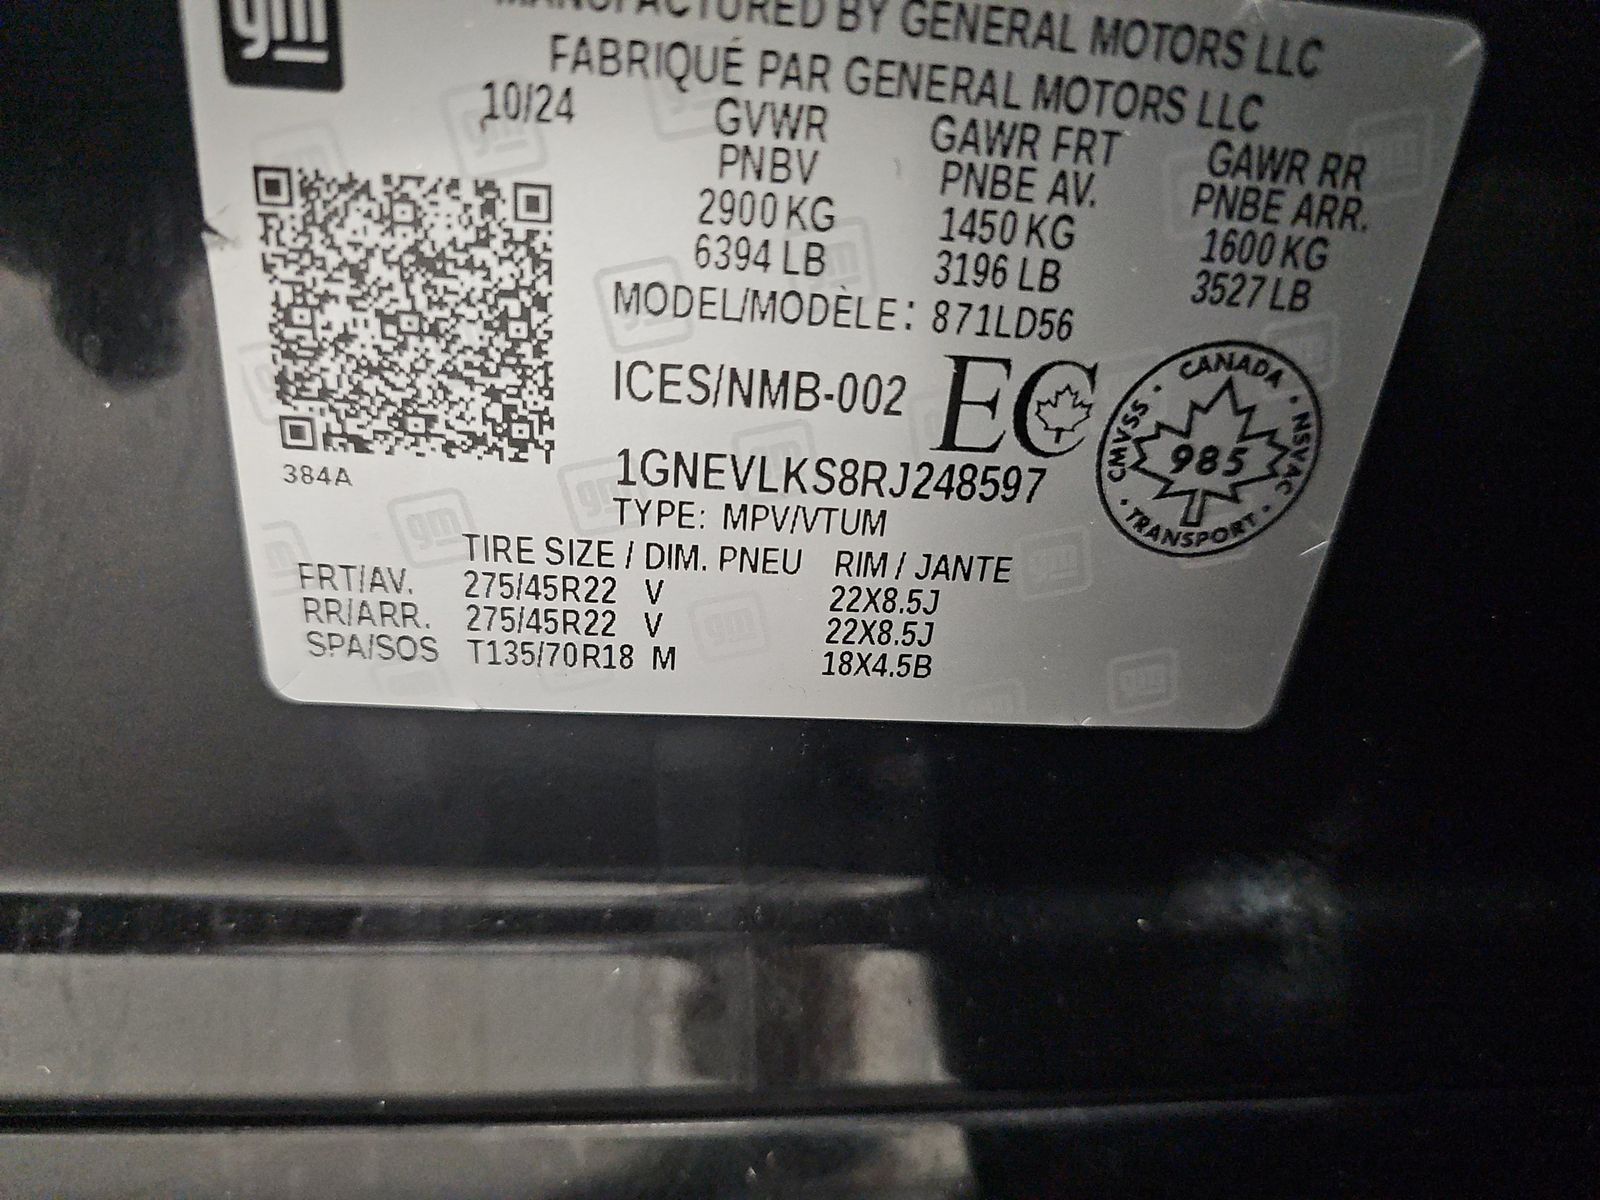 gm
MANUFACTURED BY GENERAL MOTORS LLC
FABRIQUÉ PAR GENERAL MOTORS LLC
10/24
GVWR
PNBV
2900 KG
6394 LB
GAWR FRT
PNBE AV.
1450 KG
3196 LB
GAWR RR
PNBE ARR.
1600 KG
3527 LB
MODEL/MODÈLE: 871LD56
ICES/NMB-002
EC
CANADA · NSVAC · TRANSPORT · CMVSS ·
985
384A
1GNEVLKS8RJ248597
TYPE: MPV/VTUM
TIRE SIZE / DIM. PNEU RIM / JANTE
FRT/AV. 275/45R22 V 22X8.5J
RR/ARR. 275/45R22 V 22X8.5J
SPA/SOS T135/70R18 M 18X4.5B